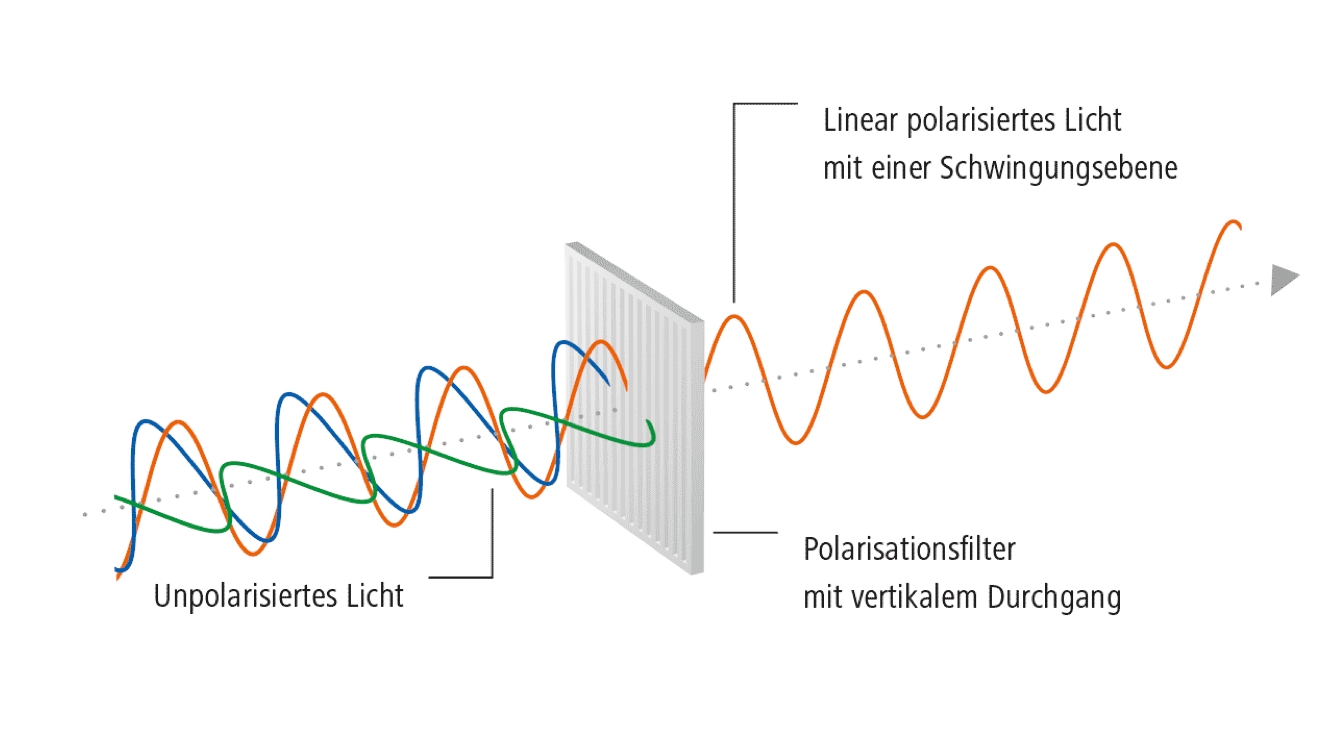 Linear polarisiertes Licht
mit einer Schwingungsebene
Unpolarisiertes Licht
Polarisationsfilter
mit vertikalem Durchgang